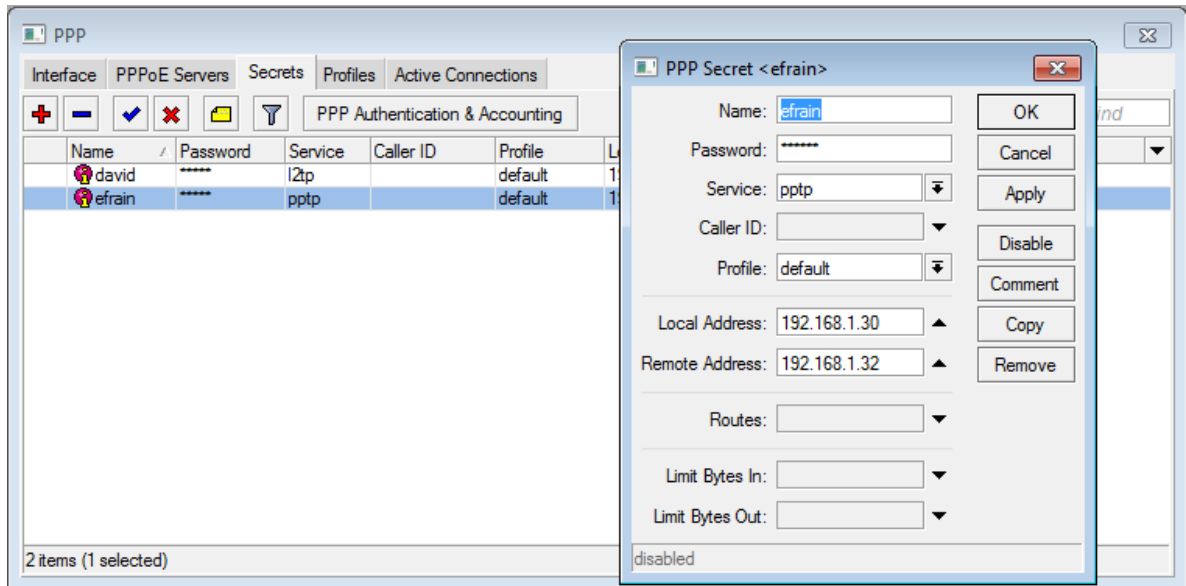 PPP
Interface PPPoE Servers Secrets Profiles Active Connections
PPP Authentication & Accounting
Name Password Service Caller ID Profile
david ***** l2tp default
efrain ***** pptp default
2 items (1 selected)
PPP Secret <efrain>
Name: efrain
OK
Password: ******
Cancel
Service: pptp
Apply
Caller ID:
Disable
Profile: default
Comment
Local Address: 192.168.1.30
Copy
Remote Address: 192.168.1.32
Remove
Routes:
Limit Bytes In:
Limit Bytes Out:
disabled